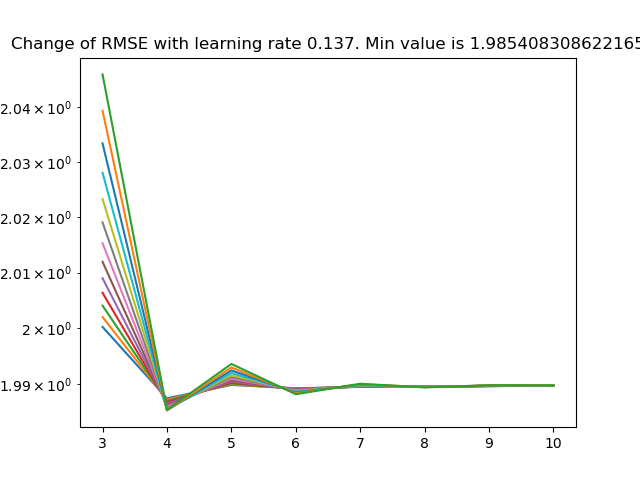 Change of RMSE with learning rate 0.137. Min value is 1.985408308622165
2.04 × 10⁰
2.03 × 10⁰
2.02 × 10⁰
2.01 × 10⁰
2 × 10⁰
1.99 × 10⁰
3 4 5 6 7 8 9 10